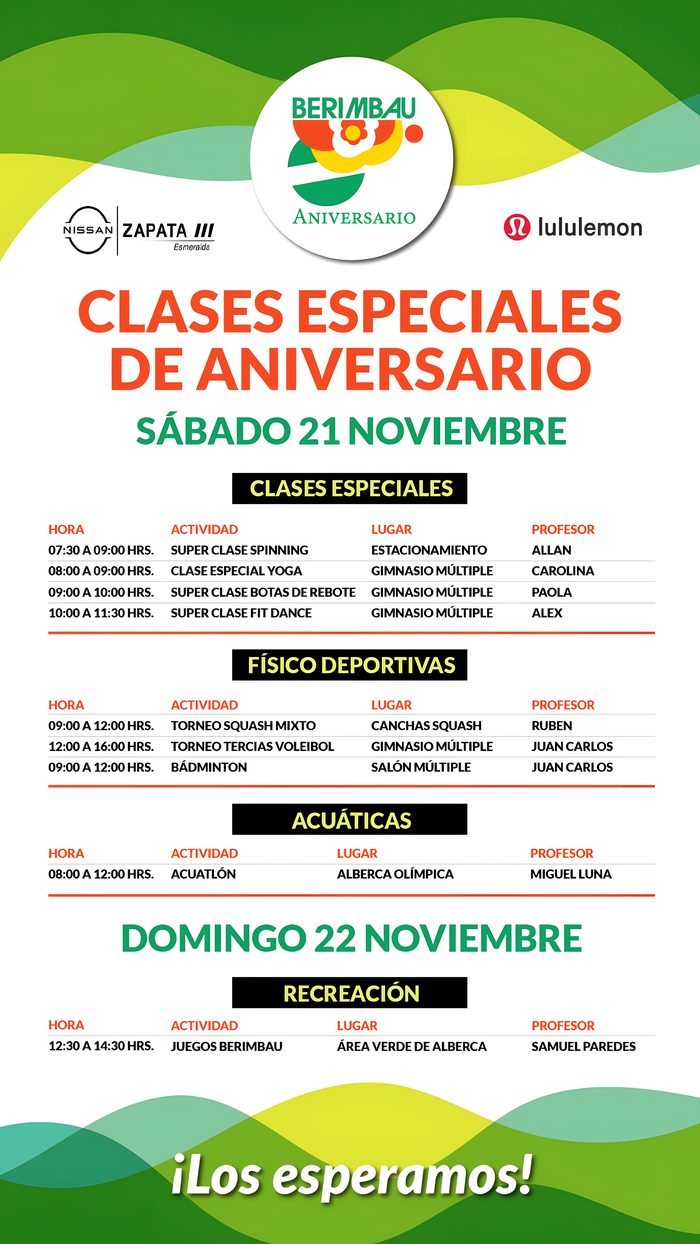 BERIMBAU
ANIVERSARIO
NISSAN ZAPATA
Esmeralda
lululemon
CLASES ESPECIALES
DE ANIVERSARIO
SÁBADO 21 NOVIEMBRE
CLASES ESPECIALES
HORA ACTIVIDAD LUGAR PROFESOR
07:30 A 09:00 HRS. SUPER CLASE SPINNING ESTACIONAMIENTO ALLAN
08:00 A 09:00 HRS. CLASE ESPECIAL YOGA GIMNASIO MÚLTIPLE CAROLINA
09:00 A 10:00 HRS. SUPER CLASE BOTAS DE REBOTE GIMNASIO MÚLTIPLE PAOLA
10:00 A 11:30 HRS. SUPER CLASE FIT DANCE GIMNASIO MÚLTIPLE ALEX
FÍSICO DEPORTIVAS
HORA ACTIVIDAD LUGAR PROFESOR
09:00 A 12:00 HRS. TORNEO SQUASH MIXTO CANCHAS SQUASH RUBEN
12:00 A 16:00 HRS. TORNEO TERCIAS VOLEIBOL GIMNASIO MÚLTIPLE JUAN CARLOS
09:00 A 12:00 HRS. BÁDMINTON SALÓN MÚLTIPLE JUAN CARLOS
ACUÁTICAS
HORA ACTIVIDAD LUGAR PROFESOR
08:00 A 12:00 HRS. ACUATLÓN ALBERCA OLÍMPICA MIGUEL LUNA
DOMINGO 22 NOVIEMBRE
RECREACIÓN
HORA ACTIVIDAD LUGAR PROFESOR
12:30 A 14:30 HRS. JUEGOS BERIMBAU ÁREA VERDE DE ALBERCA SAMUEL PAREDES
¡Los esperamos!